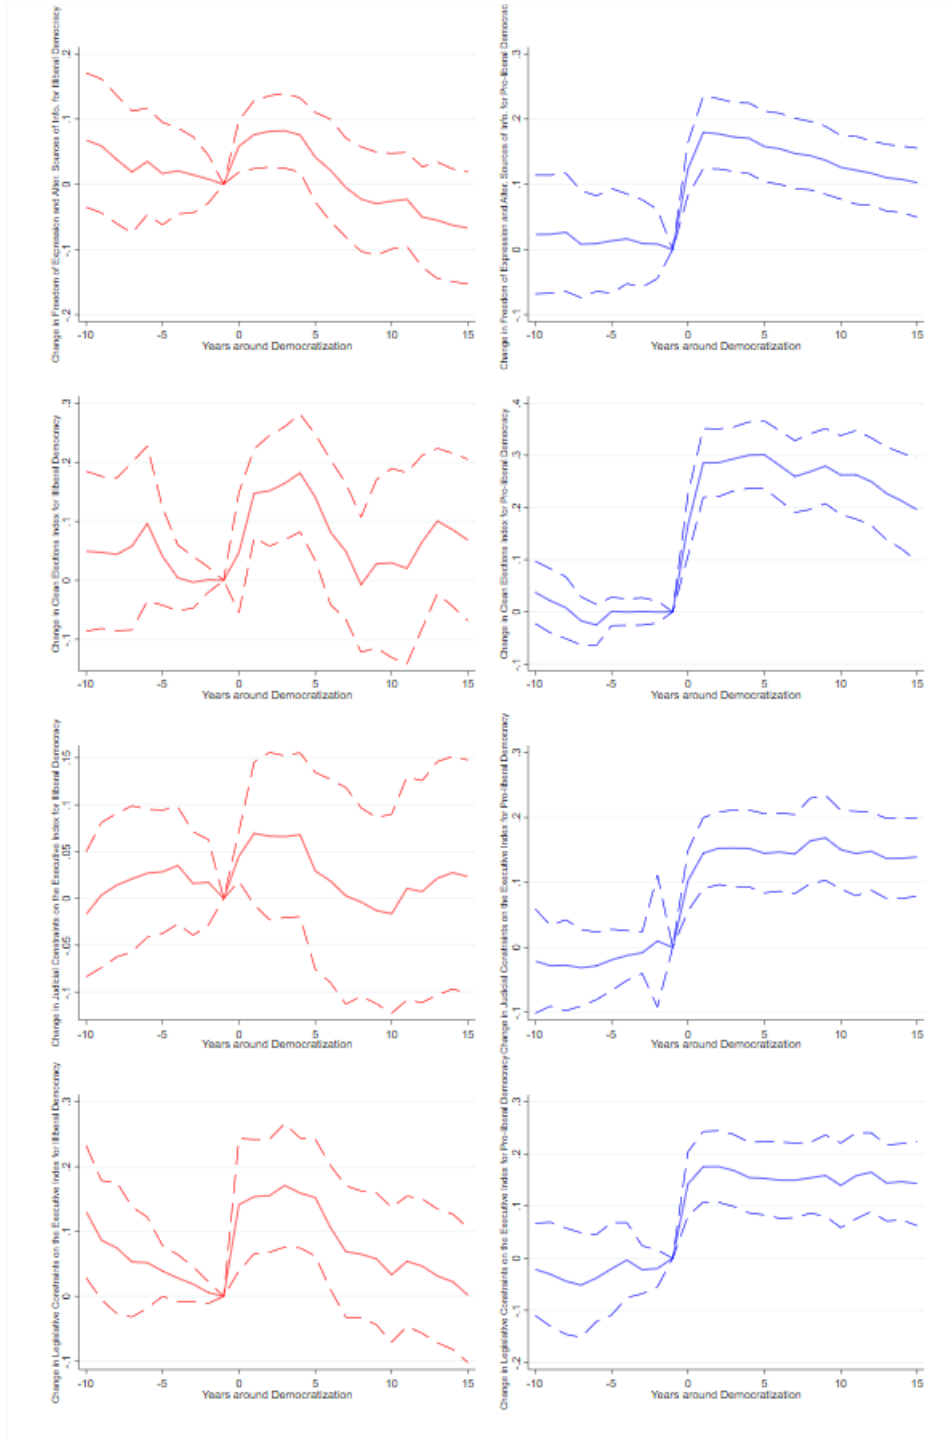 Change in Freedom of Expression and Alter. Sources of Info. for Illiberal Democracy
.2
.1
0
-.1
-.2
-10 -5 0 5 10 15
Years around Democratization
Change in Freedom of Expression and Alter. Sources of Info. for Pro-liberal Democrac
.3
.2
.1
0
-.1
-10 -5 0 5 10 15
Years around Democratization
Change in Clean Elections Index for Illiberal Democracy
.3
.2
.1
0
-.1
-10 -5 0 5 10 15
Years around Democratization
Change in Clean Elections Index for Pro-liberal Democracy
.4
.3
.2
.1
0
-.1
-10 -5 0 5 10 15
Years around Democratization
Change in Judicial Constraints on the Executive Index for Illiberal Democracy
.15
.1
.05
0
-.05
-.1
-10 -5 0 5 10 15
Years around Democratization
Change in Judicial Constraints on the Executive Index for Pro-liberal Democracy
.3
.2
.1
0
-.1
-10 -5 0 5 10 15
Years around Democratization
Change in Legislative Constraints on the Executive Index for Illiberal Democracy
.3
.2
.1
0
-.1
-10 -5 0 5 10 15
Years around Democratization
Change in Legislative Constraints on the Executive Index for Pro-liberal Democracy
.3
.2
.1
0
-.1
-.2
-10 -5 0 5 10 15
Years around Democratization